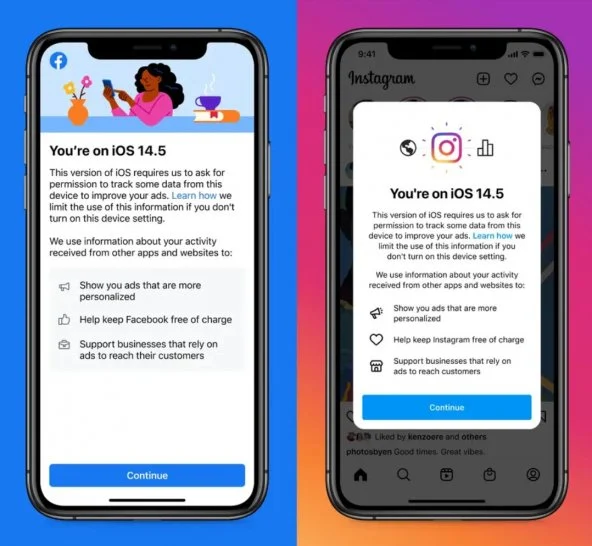 You're on iOS 14.5
This version of iOS requires us to ask for
permission to track some data from this
device to improve your ads. Learn how we
limit the use of this information if you don't
turn on this device setting.
We use information about your activity
received from other apps and websites to:
Show you ads that are more
personalized
Help keep Facebook free of charge
Support businesses that rely on
ads to reach their customers
Continue
9:41
Instagram
You're on iOS 14.5
This version of iOS requires us to ask for
permission to track some data from this
device to improve your ads. Learn how we
limit the use of this information if you
don't turn on this device setting.
We use information about your activity
received from other apps and websites to:
Show you ads that are more
personalized
Help keep Instagram free of charge
Support businesses that rely on
ads to reach customers
Continue
Liked by kenzoere and others
photosbyen Good times. Great vibes.